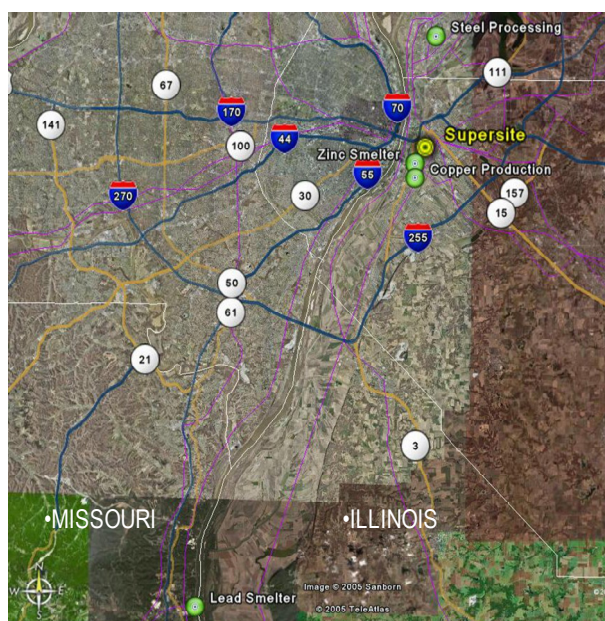 Steel Processing
111
67
70
170
141
44
100
Supersite
Zinc Smelter
Copper Production
55
270
30
157
15
255
50
61
21
3
•MISSOURI
•ILLINOIS
N
W E
S
Image © 2005 Sanborn
Lead Smelter
© 2005 TeleAtlas